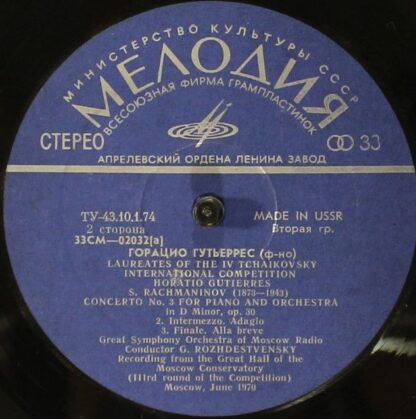 МИНИСТЕРСТВО КУЛЬТУРЫ СССР
МЕЛОДИЯ
ВСЕСОЮЗНАЯ ФИРМА ГРАМПЛАСТИНОК
СТЕРЕО
33
АПРЕЛЕВСКИЙ ОРДЕНА ЛЕНИНА ЗАВОД
ТУ-43.10.1.74
MADE IN USSR
2 сторона
Вторая гр.
33СМ—02032[а]
ГОРАЦИО ГУТЬЕРРЕС (ф-но)
LAUREATES OF THE IV TCHAIKOVSKY
INTERNATIONAL COMPETITION
HORATIO GUTIERRES
S. RACHMANINOV (1873—1943)
CONCERTO No. 3 FOR PIANO AND ORCHESTRA
in D Minor, op. 30
2. Intermezzo. Adagio
3. Finale. Alla breve
Great Symphony Orchestra of Moscow Radio
Conductor G. ROZHDESTVENSKY
Recording from the Great Hall of the
Moscow Conservatory
(IIIrd round of the Competition)
Moscow, June 1970